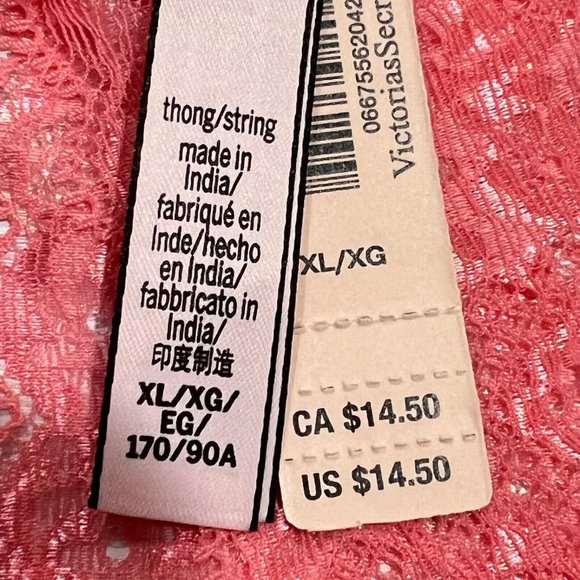 thong/string
made in
India/
fabriqué en
Inde/hecho
en India/
fabbricato in
India/
印度制造
XL/XG/
EG/
170/90A
06675562042
VictoriasSecr
XL/XG
CA $14.50
US $14.50